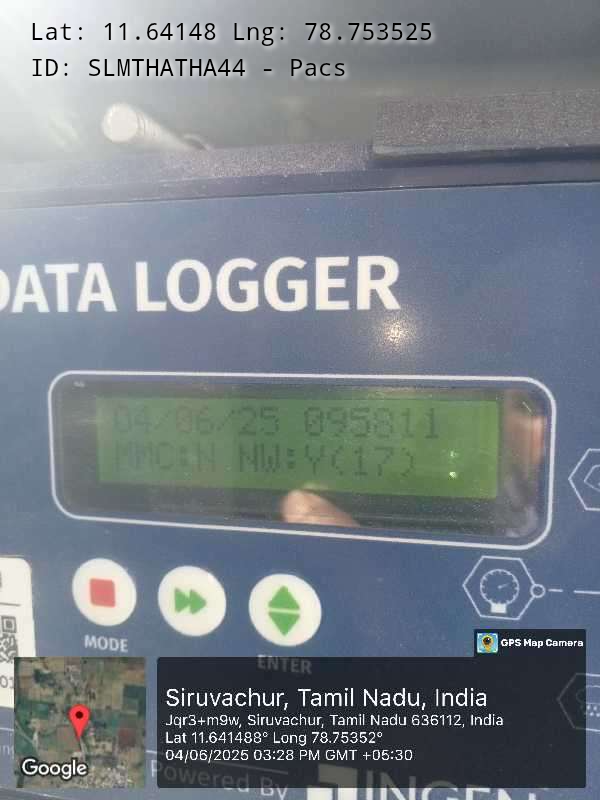 Lat: 11.64148 Lng: 78.753525
ID: SLMTHATHA44 - Pacs
DATA LOGGER
04/06/25 095811
MMC:N NW:Y(17)
MODE
ENTER
GPS Map Camera
Siruvachur, Tamil Nadu, India
Jqr3+m9w, Siruvachur, Tamil Nadu 636112, India
Lat 11.641488° Long 78.75352°
04/06/2025 03:28 PM GMT +05:30
Google
Powered By